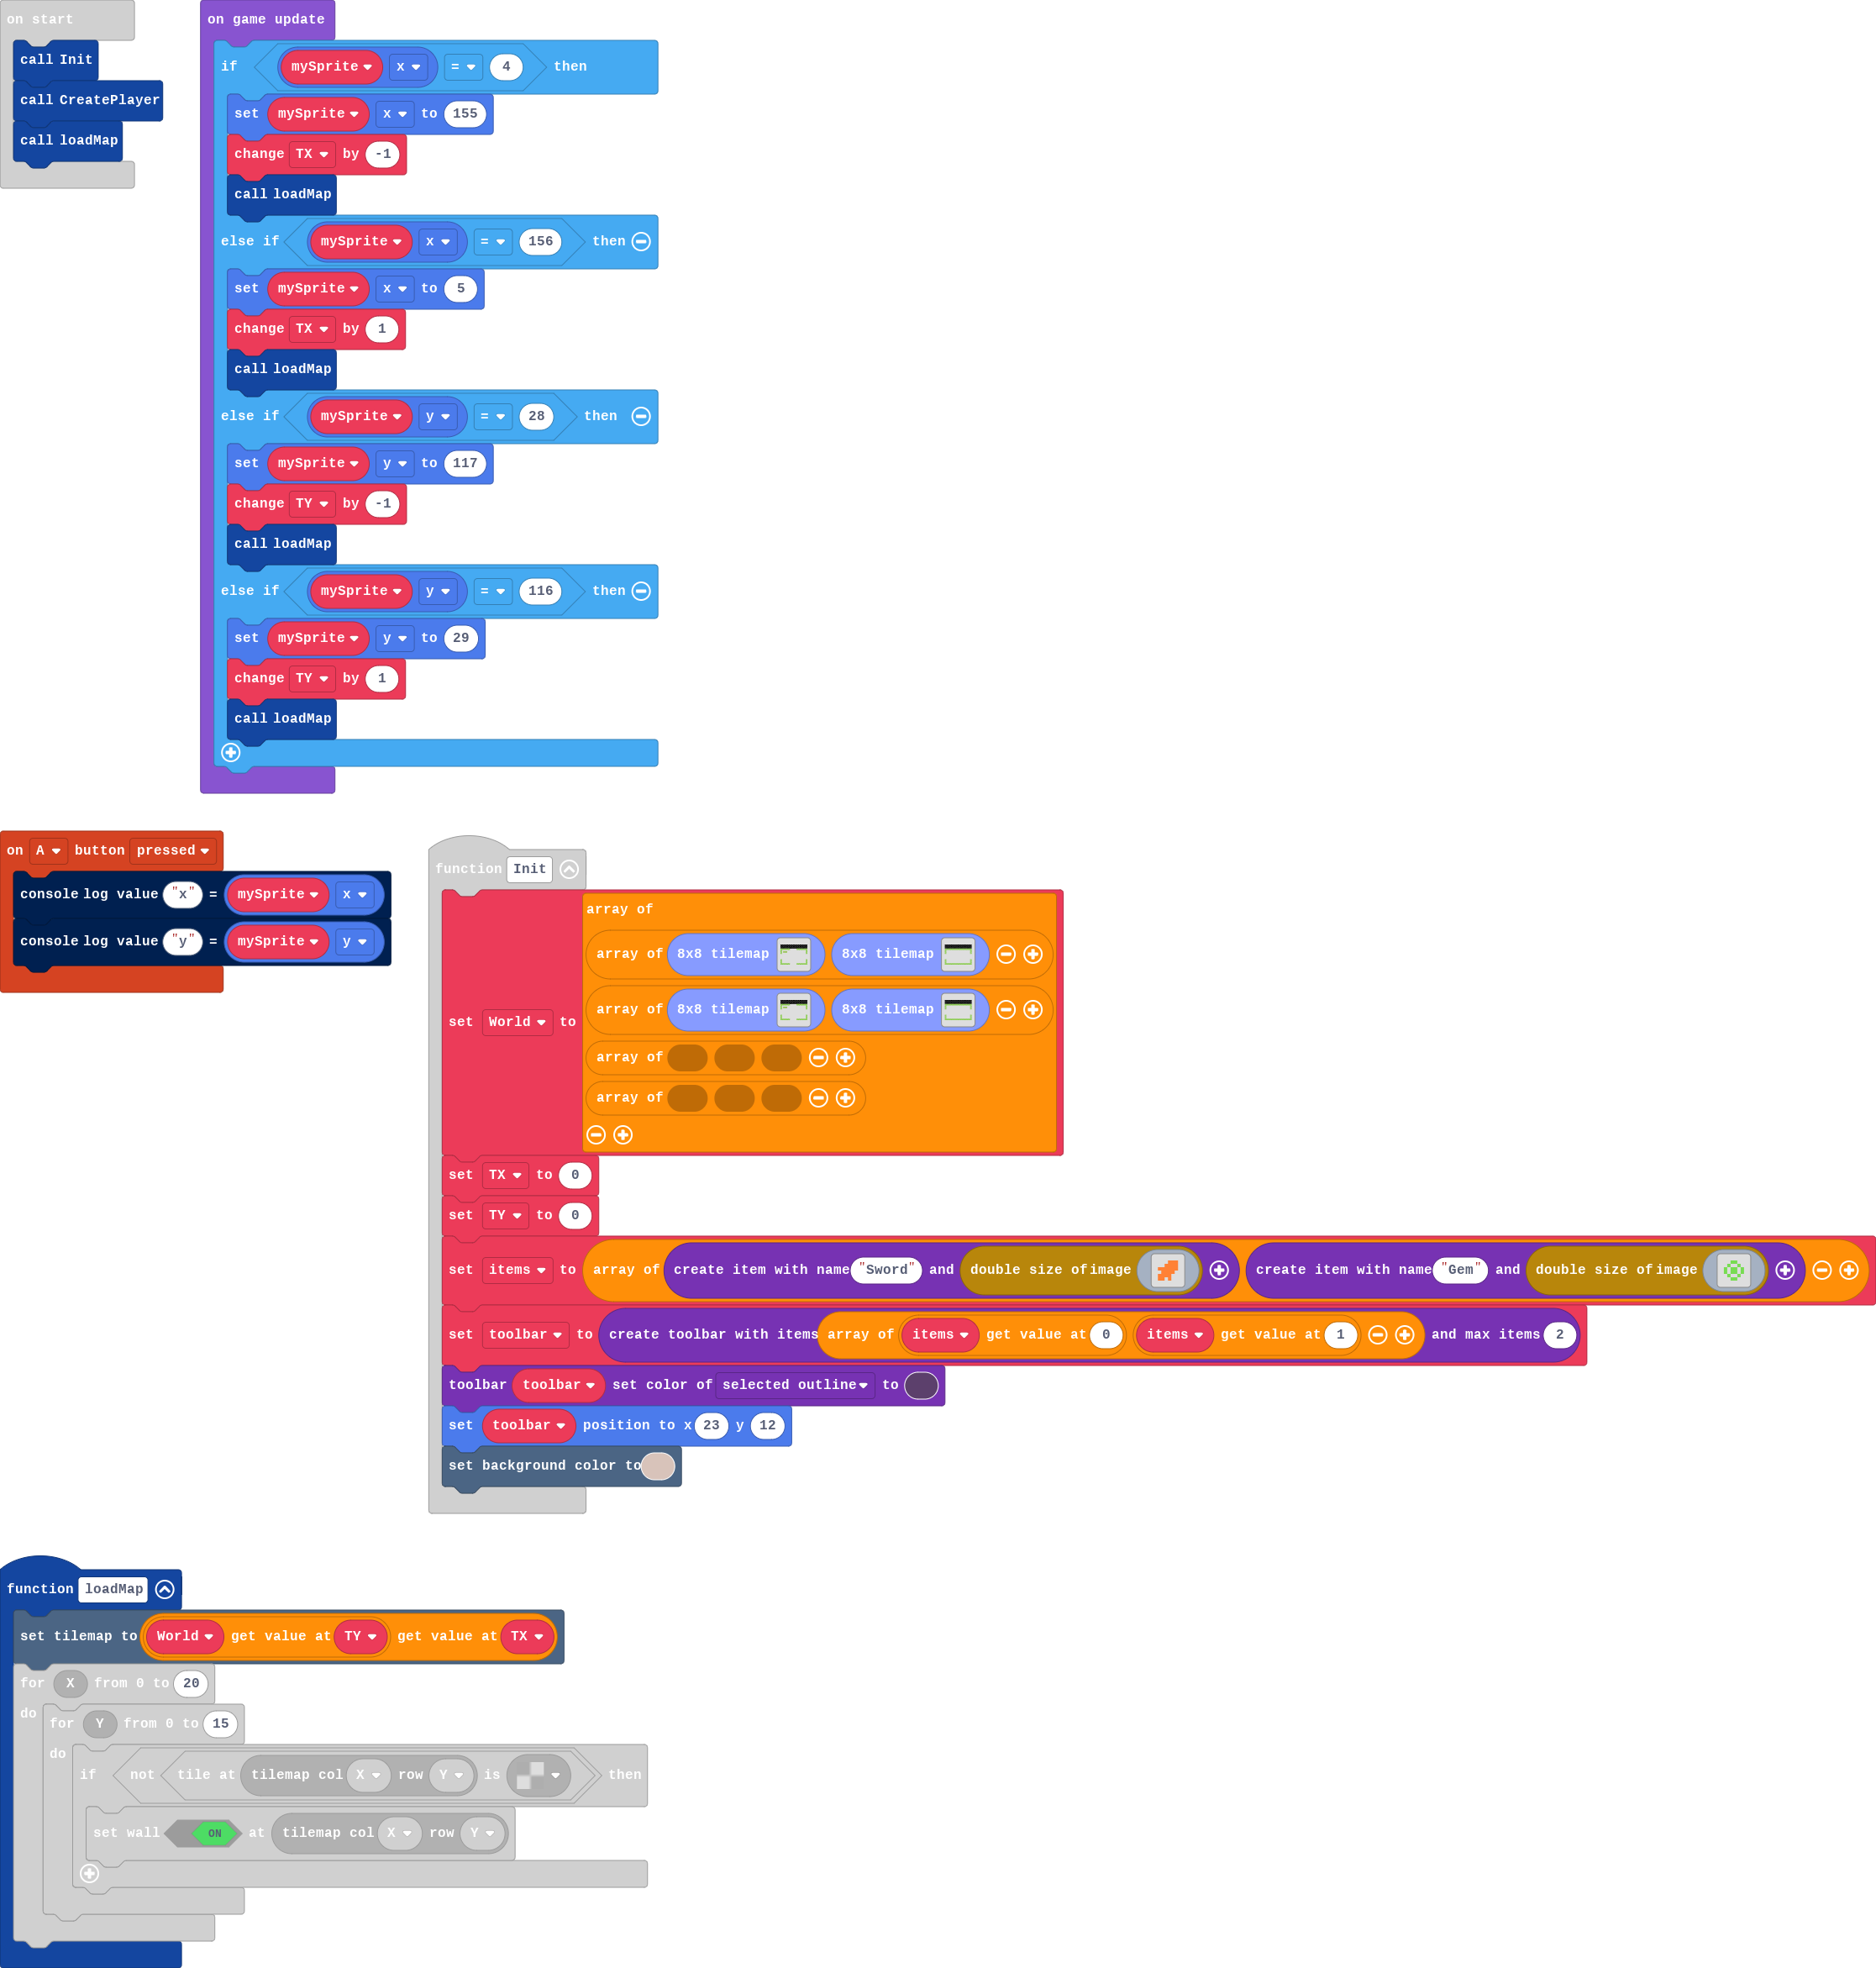 on start
call Init
call CreatePlayer
call loadMap
on game update
if mySprite x = 4 then
set mySprite x to 155
change TX by -1
call loadMap
else if mySprite x = 156 then
set mySprite x to 5
change TX by 1
call loadMap
else if mySprite y = 28 then
set mySprite y to 117
change TY by -1
call loadMap
else if mySprite y = 116 then
set mySprite y to 29
change TY by 1
call loadMap
on A button pressed
console log value "x" = mySprite x
console log value "y" = mySprite y
function Init
array of
array of 8x8 tilemap 8x8 tilemap
array of 8x8 tilemap 8x8 tilemap
set World to
array of
array of
set TX to 0
set TY to 0
set items to array of create item with name "Sword" and double size of image create item with name "Gem" and double size of image
set toolbar to create toolbar with items array of items get value at 0 items get value at 1 and max items 2
toolbar toolbar set color of selected outline to
set toolbar position to x 23 y 12
set background color to
function loadMap
set tilemap to World get value at TY get value at TX
for X from 0 to 20
do
for Y from 0 to 15
do
if not tile at tilemap col X row Y is then
set wall ON at tilemap col X row Y